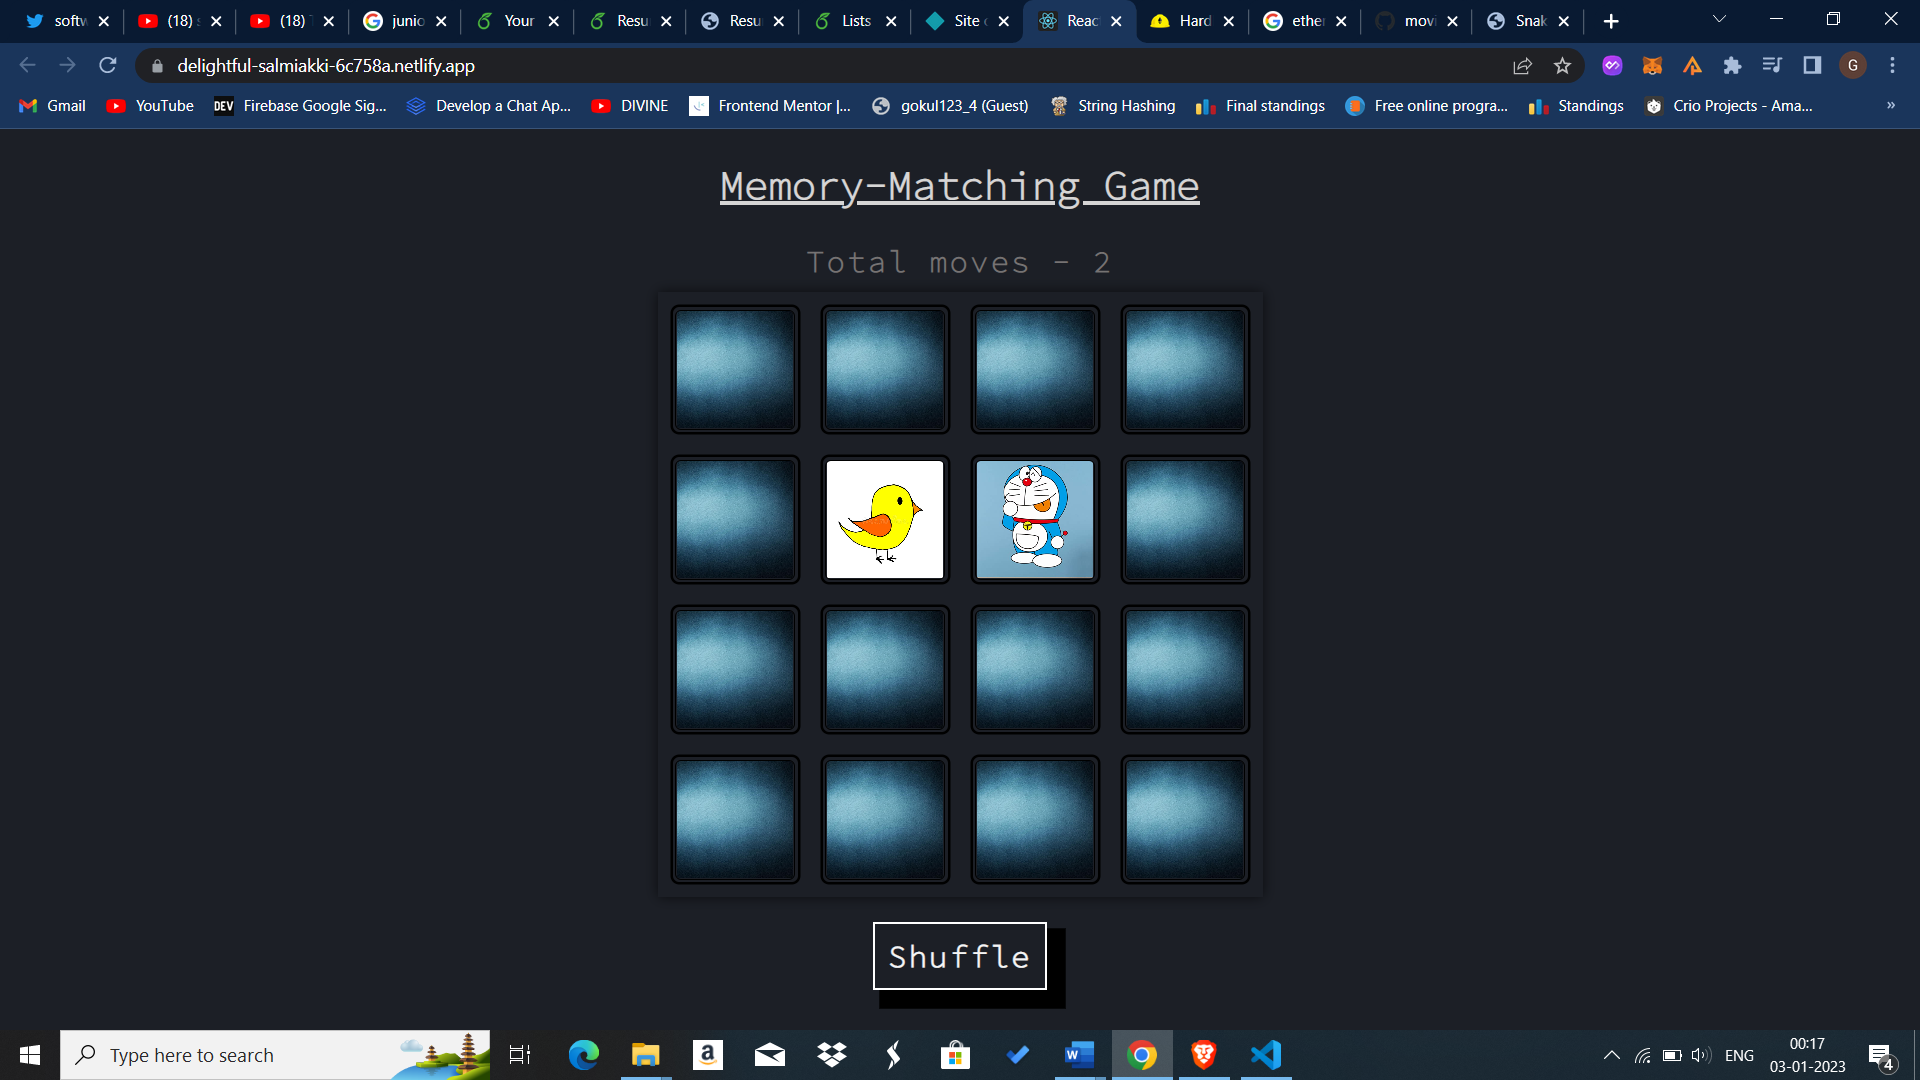 softw (18) s (18) T junio Your Resu Resu Lists Site o Reac Hard ether movi Snak
delightful-salmiakki-6c758a.netlify.app G
Gmail YouTube DEV Firebase Google Sig... Develop a Chat Ap... DIVINE Frontend Mentor |... gokul123_4 (Guest) String Hashing Final standings Free online progra... Standings Crio Projects - Ama... »
Memory-Matching Game
Total moves - 2
Shuffle
Type here to search
ENG
00:17
03-01-2023
4